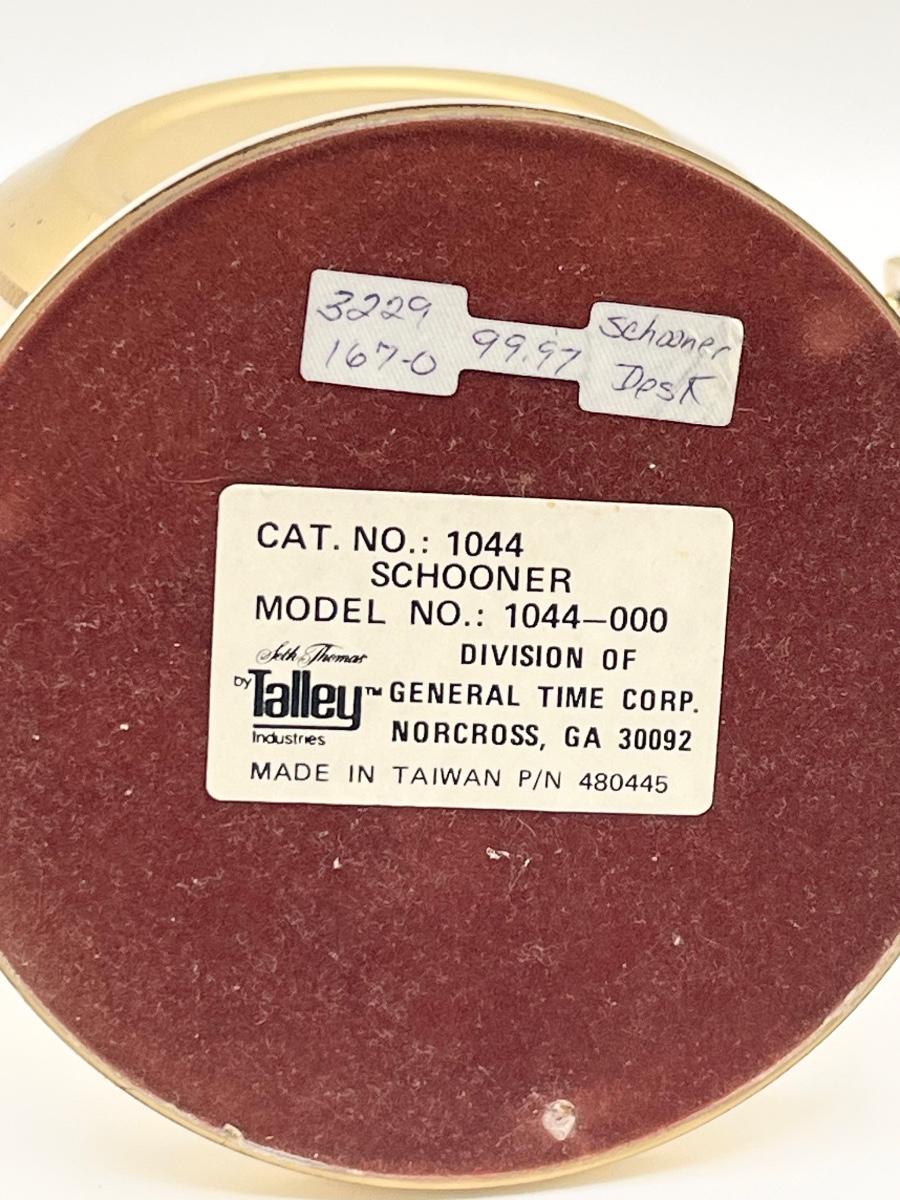 3229
167-0
99.97
Schooner
Desk
CAT. NO.: 1044
SCHOONER
MODEL NO.: 1044-000
Seth Thomas
by Talley™
Industries
DIVISION OF
GENERAL TIME CORP.
NORCROSS, GA 30092
MADE IN TAIWAN P/N 480445